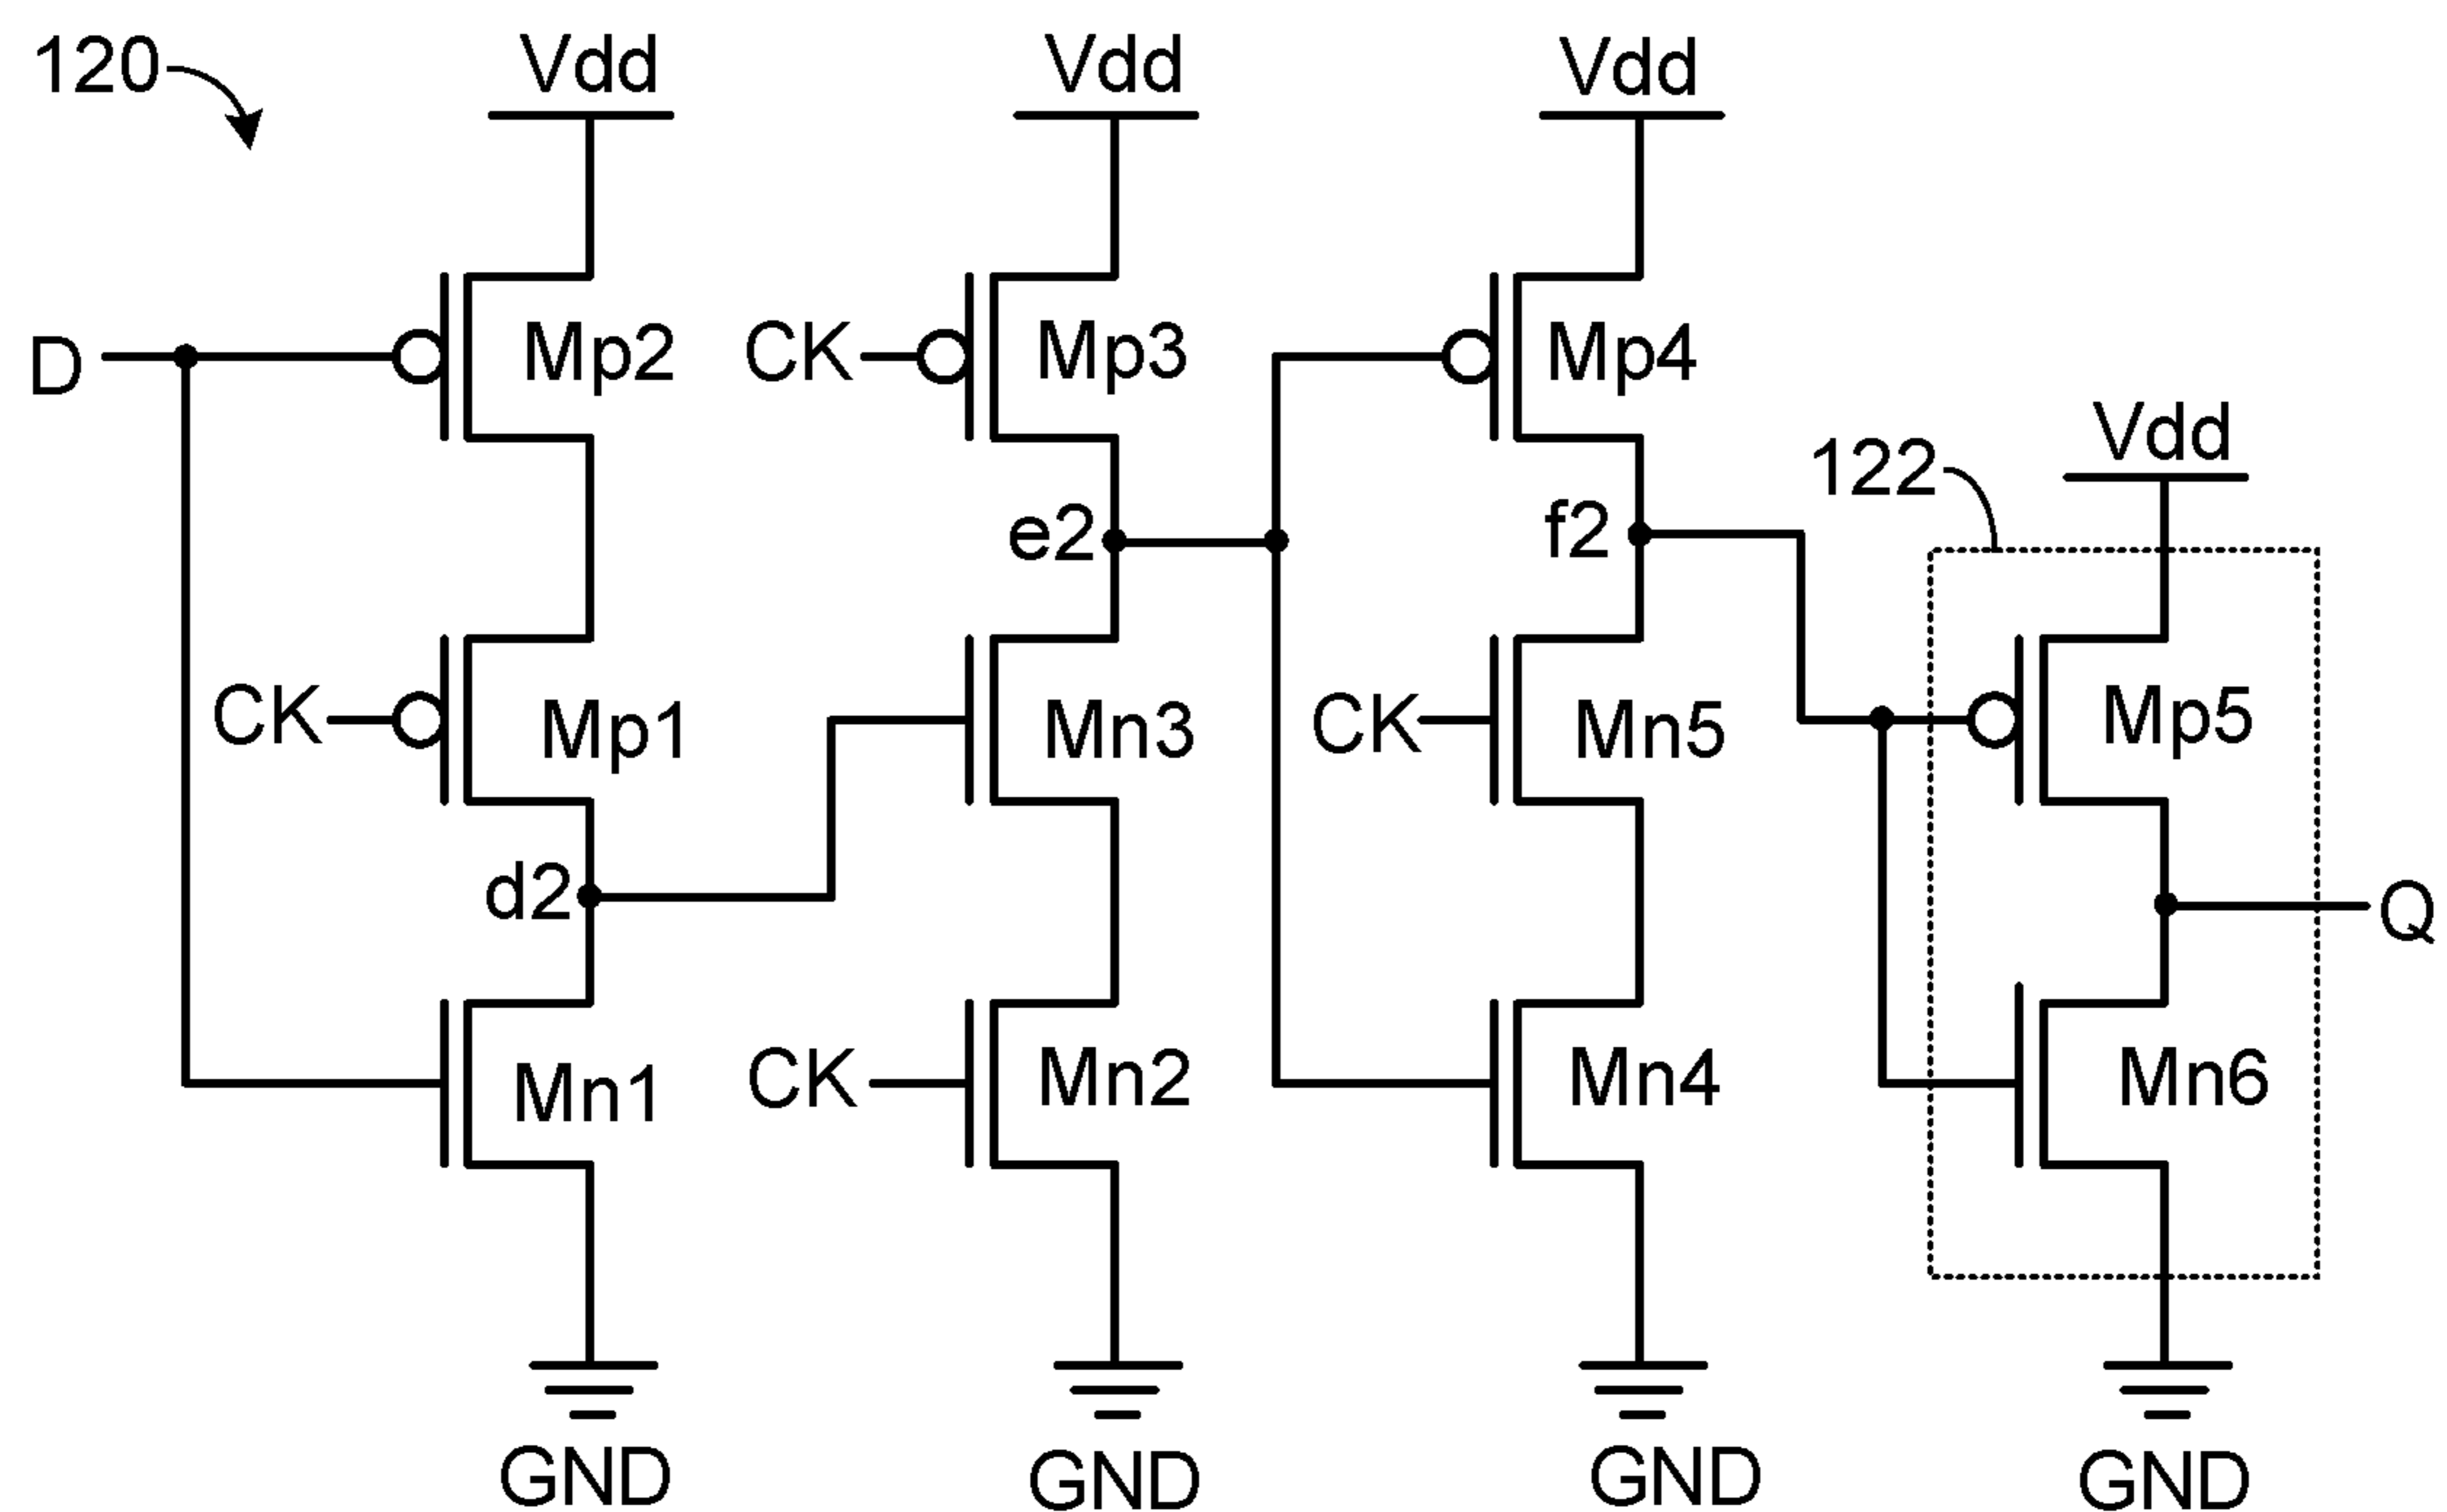 120
Vdd
Vdd
Vdd
D
Mp2
CK
Mp3
Mp4
122
Vdd
e2
f2
CK
Mp1
Mn3
CK
Mn5
Mp5
d2
Q
Mn1
CK
Mn2
Mn4
Mn6
GND
GND
GND
GND